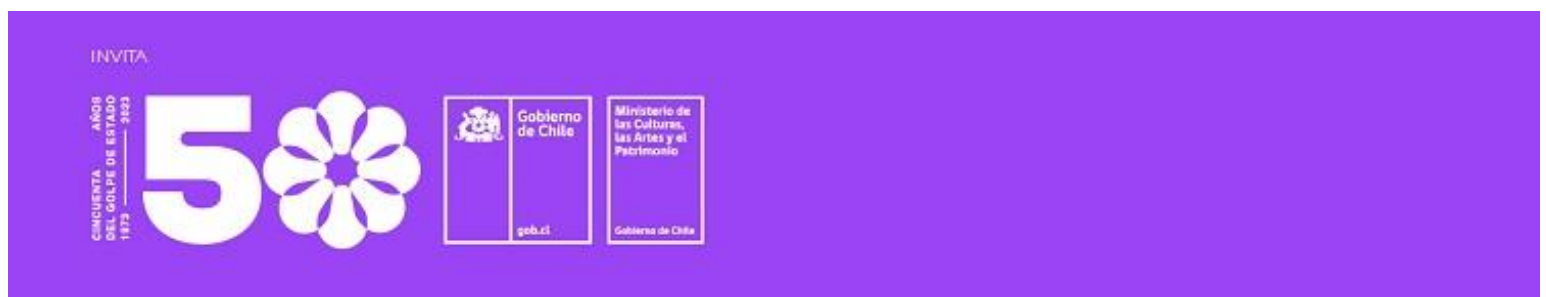 INVITA
CINCUENTA AÑOS
DEL GOLPE DE ESTADO
1973 2023
50
Gobierno
de Chile
gob.cl
Ministerio de
las Culturas,
las Artes y el
Patrimonio
Gobierno de Chile